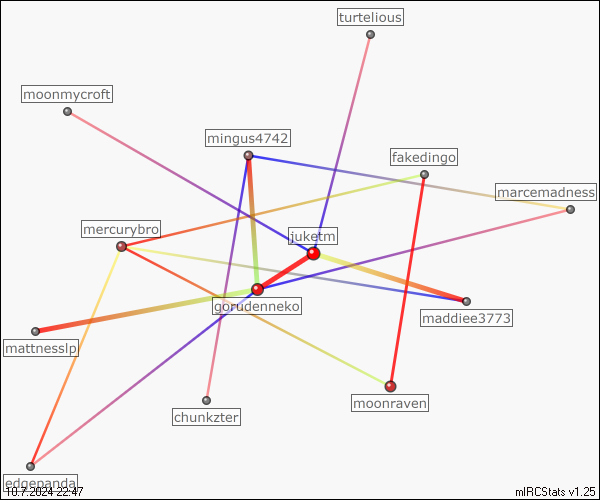 turtelious
moonmycroft
mingus4742
fakedingo
marcemadness
mercurybro
juketm
gorudenneko
maddiee3773
mattnesslp
moonraven
chunkzter
edgepanda
10.7.2024 22:47
mIRCStats v1.25